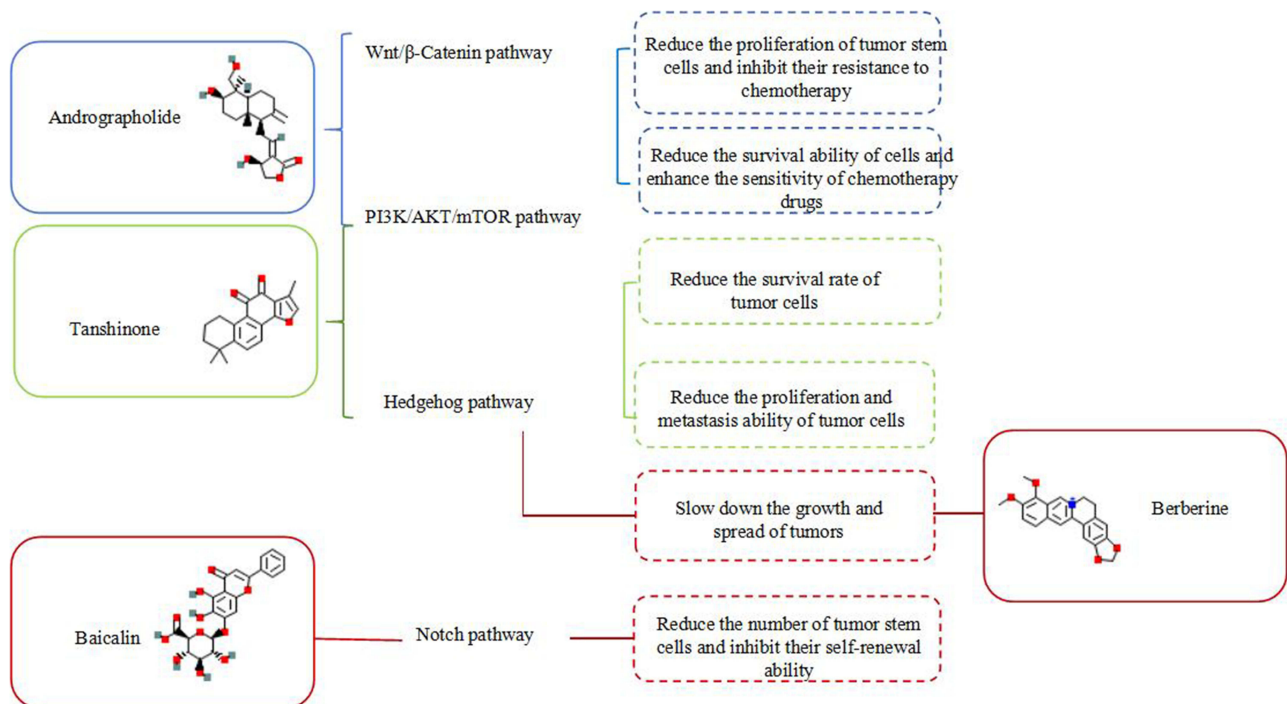 Andrographolide
Wnt/β-Catenin pathway
Reduce the proliferation of tumor stem
cells and inhibit their resistance to
chemotherapy
Reduce the survival ability of cells and
enhance the sensitivity of chemotherapy
drugs
PI3K/AKT/mTOR pathway
Tanshinone
Reduce the survival rate of
tumor cells
Hedgehog pathway
Reduce the proliferation and
metastasis ability of tumor cells
Slow down the growth and
spread of tumors
Berberine
Baicalin
Notch pathway
Reduce the number of tumor stem
cells and inhibit their self-renewal
ability